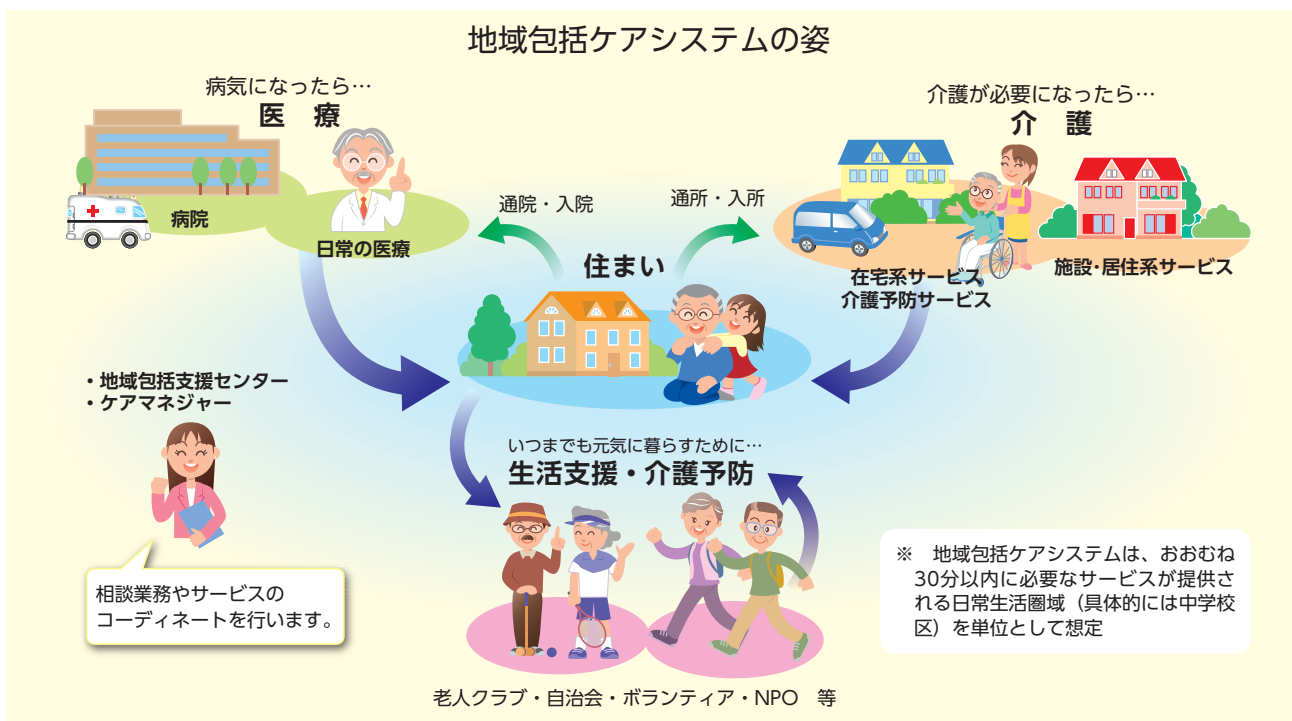 地域包括ケアシステムの姿
病気になったら…
医　療
病院
日常の医療
通院・入院
通所・入所
介護が必要になったら…
介　護
在宅系サービス
介護予防サービス
施設・居住系サービス
住まい
・地域包括支援センター
・ケアマネジャー
相談業務やサービスの
コーディネートを行います。
いつまでも元気に暮らすために…
生活支援・介護予防
老人クラブ・自治会・ボランティア・NPO　等
※　地域包括ケアシステムは、おおむね
30分以内に必要なサービスが提供さ
れる日常生活圏域（具体的には中学校
区）を単位として想定